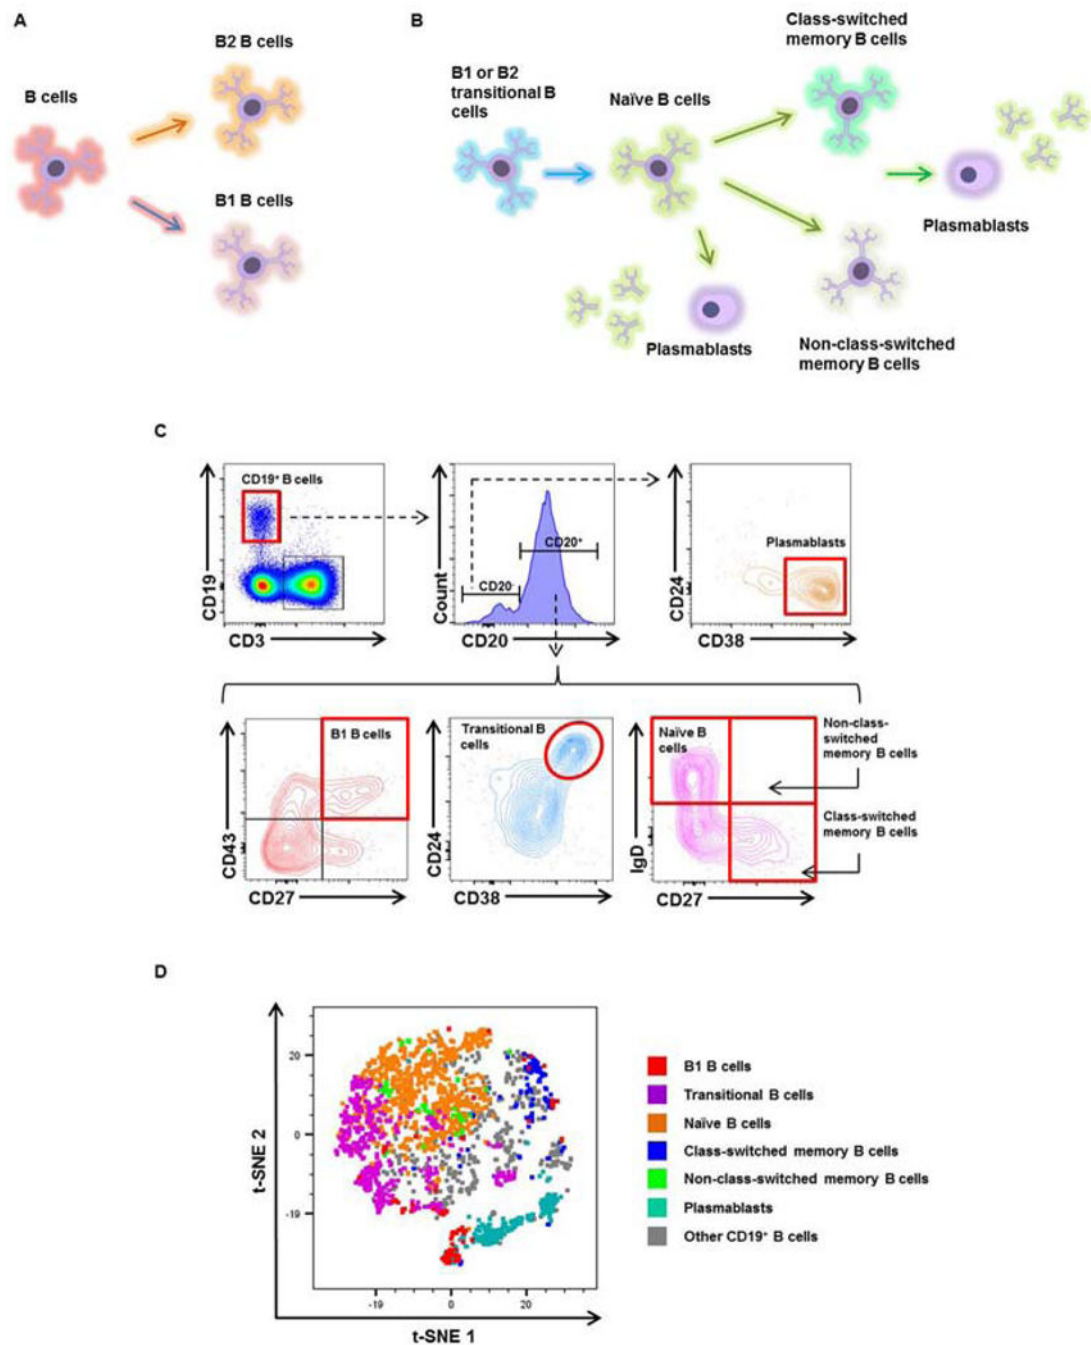 A
B2 B cells
B cells
B1 B cells
B
B1 or B2
transitional B
cells
Naïve B cells
Class-switched
memory B cells
Plasmablasts
Plasmablasts
Non-class-switched
memory B cells
C
CD19⁺ B cells
CD19
CD3
CD20⁺
CD20⁻
Count
CD20
Plasmablasts
CD24
CD38
B1 B cells
CD43
CD27
Transitional B
cells
CD24
CD38
Naïve B
cells
IgD
CD27
Non-class-
switched
memory B cells
Class-switched
memory B cells
D
20
0
-19
t-SNE 2
-19
0
20
t-SNE 1
B1 B cells
Transitional B cells
Naïve B cells
Class-switched memory B cells
Non-class-switched memory B cells
Plasmablasts
Other CD19⁺ B cells